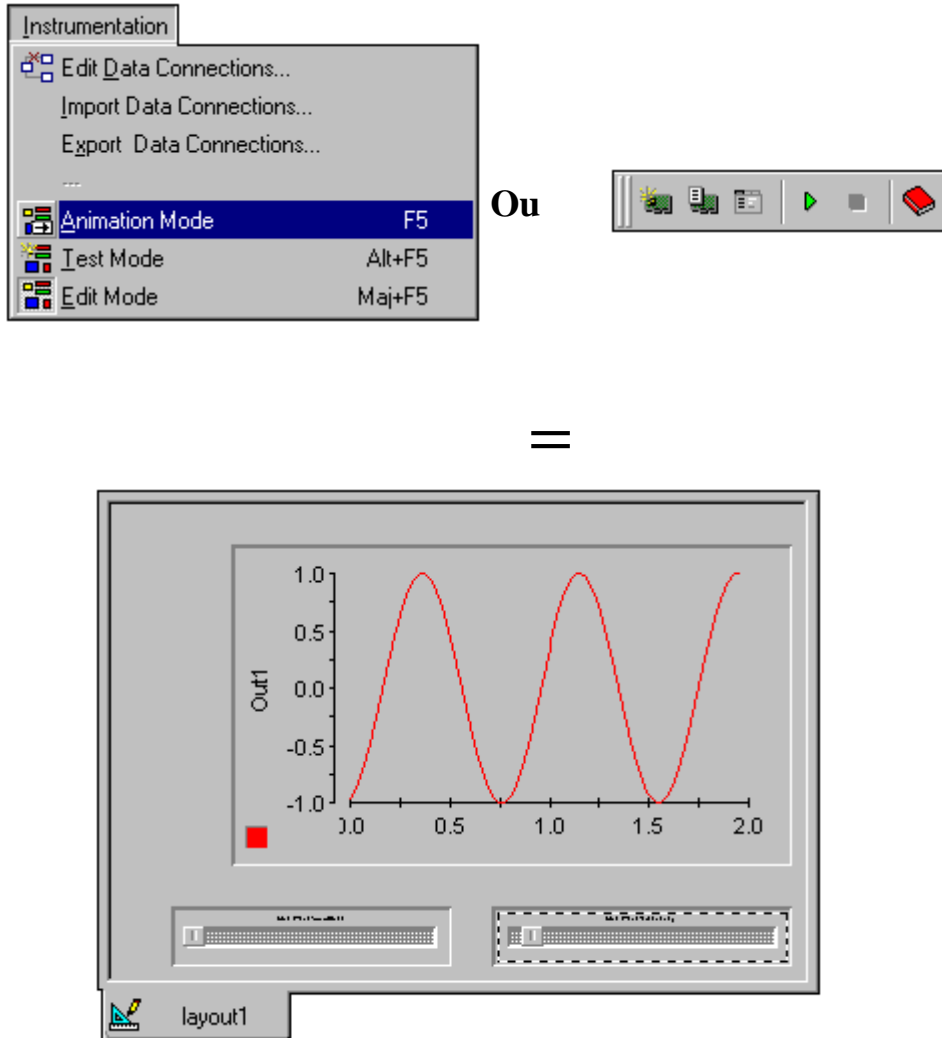 Instrumentation
Edit Data Connections...
Import Data Connections...
Export Data Connections...
...
Animation Mode F5
Test Mode Alt+F5
Edit Mode Maj+F5
Ou
=
1.0
0.5
0.0
-0.5
-1.0
Out1
0.5 1.0 1.5 2.0
layout1